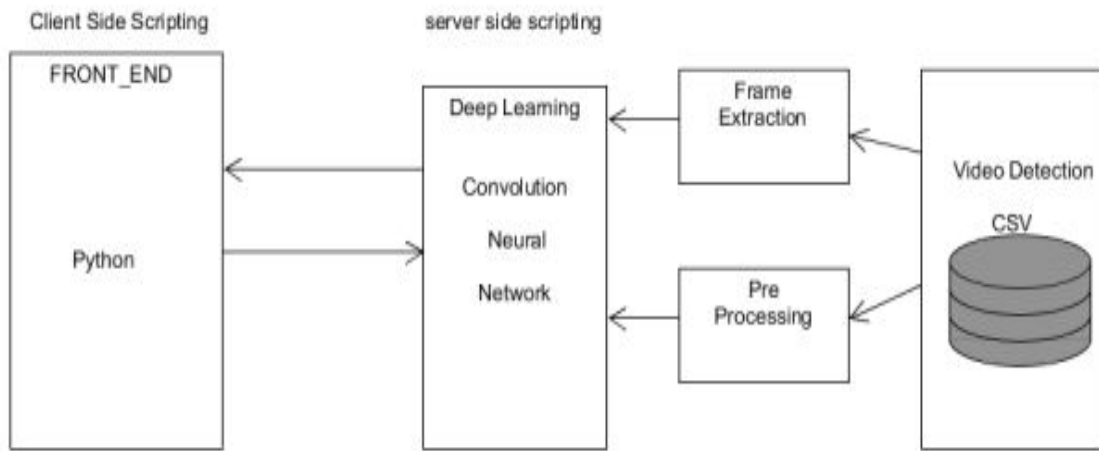 Client Side Scripting
server side scripting
FRONT_END
Python
Deep Learning
Convolution
Neural
Network
Frame
Extraction
Pre
Processing
Video Detection
CSV